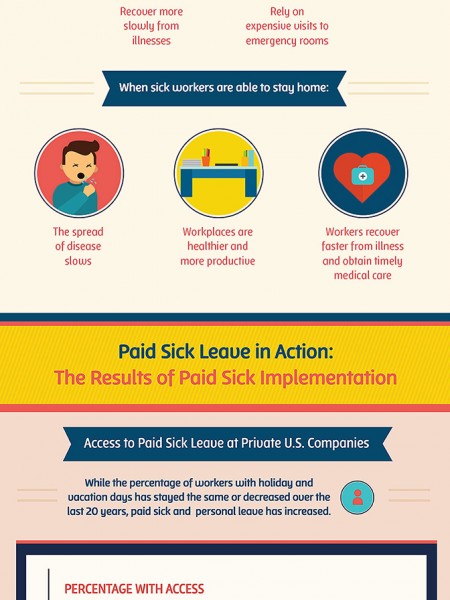 Recover more
slowly from
illnesses
Rely on
expensive visits to
emergency rooms
When sick workers are able to stay home:
The spread
of disease
slows
Workplaces are
healthier and
more productive
Workers recover
faster from illness
and obtain timely
medical care
Paid Sick Leave in Action:
The Results of Paid Sick Implementation
Access to Paid Sick Leave at Private U.S. Companies
While the percentage of workers with holiday and
vacation days has stayed the same or decreased over the
last 20 years, paid sick and personal leave has increased.
PERCENTAGE WITH ACCESS